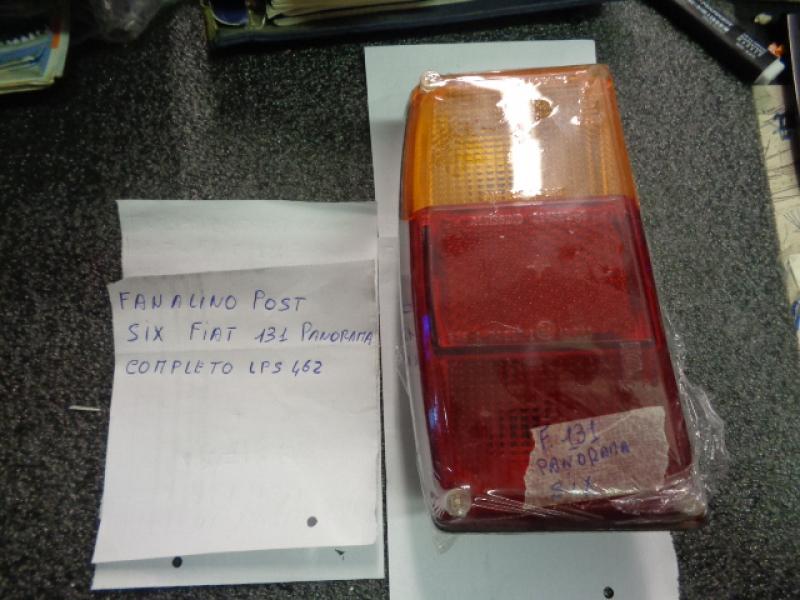 FANALINO POST
SIX FIAT 131 PANORAMA
COMPLETO LPS 462
F. 131
PANORAMA
SIX